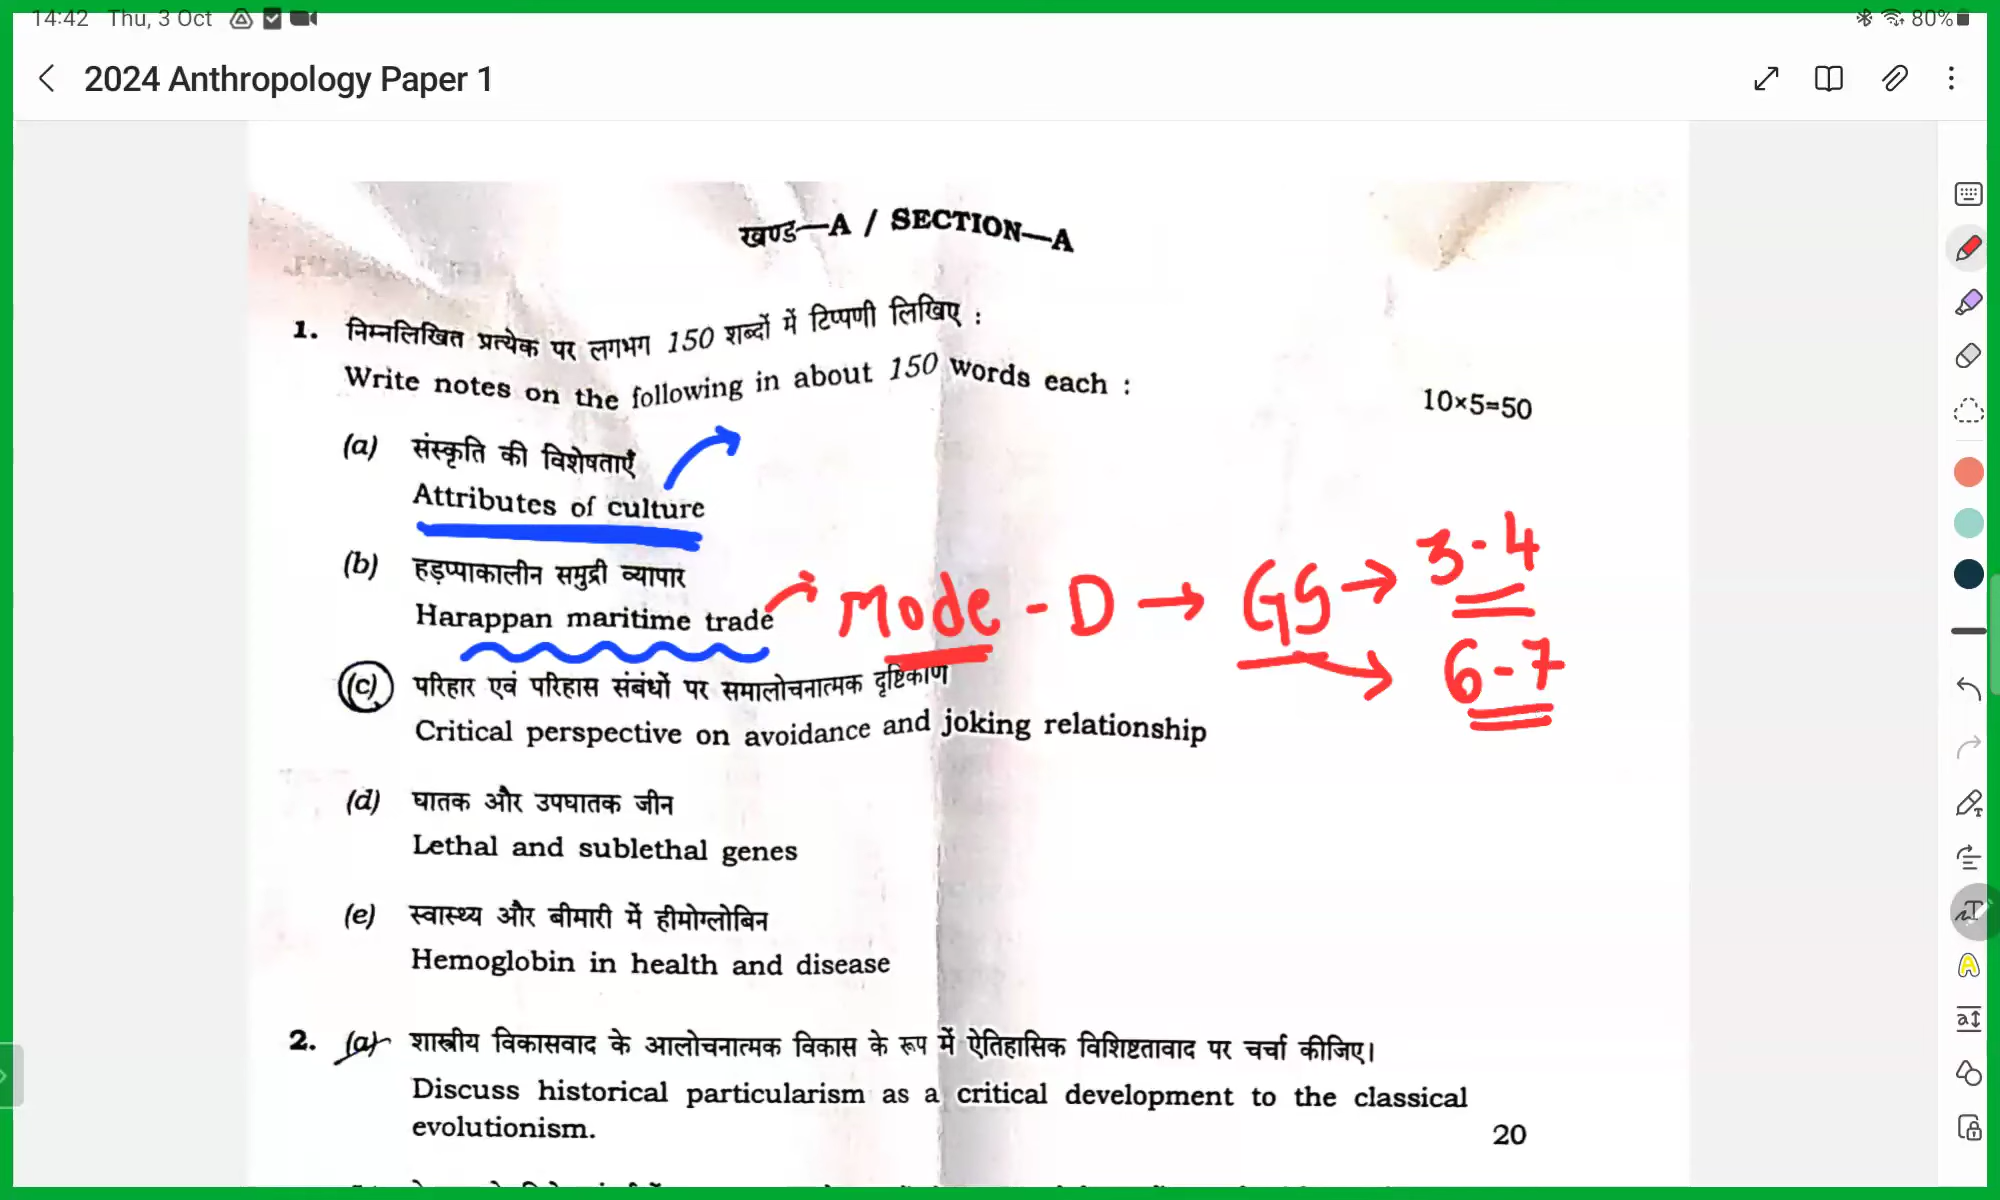 14:42 Thu, 3 Oct
80%
2024 Anthropology Paper 1
खण्ड—A / SECTION—A
1. निम्नलिखित प्रत्येक पर लगभग 150 शब्दों में टिप्पणी लिखिए :
Write notes on the following in about 150 words each :
10×5=50
(a) संस्कृति की विशेषताएँ
Attributes of culture
(b) हड़प्पाकालीन समुद्री व्यापार
Harappan maritime trade
Mode - D → GS → 3-4
6-7
(c) परिहार एवं परिहास संबंधों पर समालोचनात्मक दृष्टिकोण
Critical perspective on avoidance and joking relationship
(d) घातक और उपघातक जीन
Lethal and sublethal genes
(e) स्वास्थ्य और बीमारी में हीमोग्लोबिन
Hemoglobin in health and disease
2. (a) शास्त्रीय विकासवाद के आलोचनात्मक विकास के रूप में ऐतिहासिक विशिष्टतावाद पर चर्चा कीजिए।
Discuss historical particularism as a critical development to the classical
evolutionism.
20